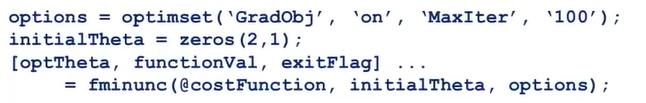 options = optimset(‘GradObj’, ‘on’, ‘MaxIter’, ‘100’);
initialTheta = zeros(2,1);
[optTheta, functionVal, exitFlag] ...
= fminunc(@costFunction, initialTheta, options);